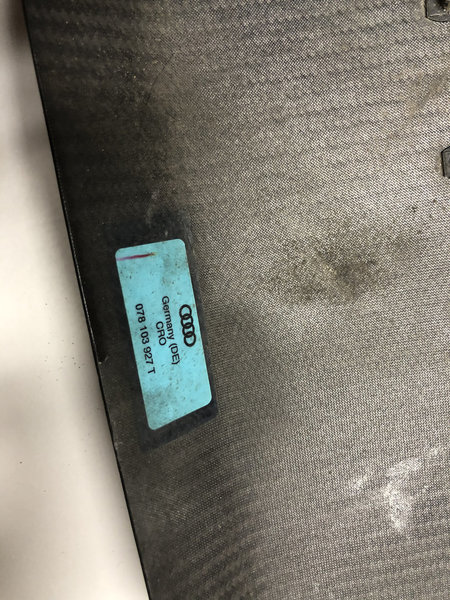 Germany (DE)
CRO
078 103 927 T